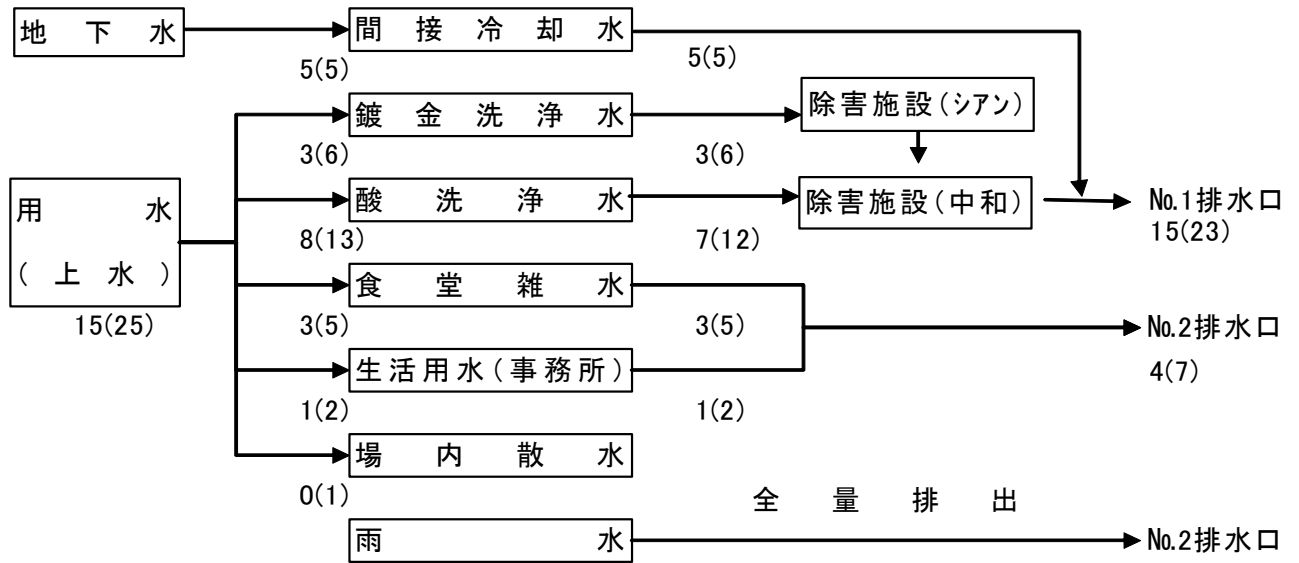 地下水
間接冷却水
5(5)
5(5)
鍍金洗浄水
除害施設(シアン)
3(6)
3(6)
用水
(上水)
15(25)
酸洗浄水
除害施設(中和)
No.1排水口
15(23)
8(13)
7(12)
食堂雑水
3(5)
3(5)
No.2排水口
4(7)
生活用水(事務所)
1(2)
1(2)
場内散水
0(1)
全量排出
雨水
No.2排水口